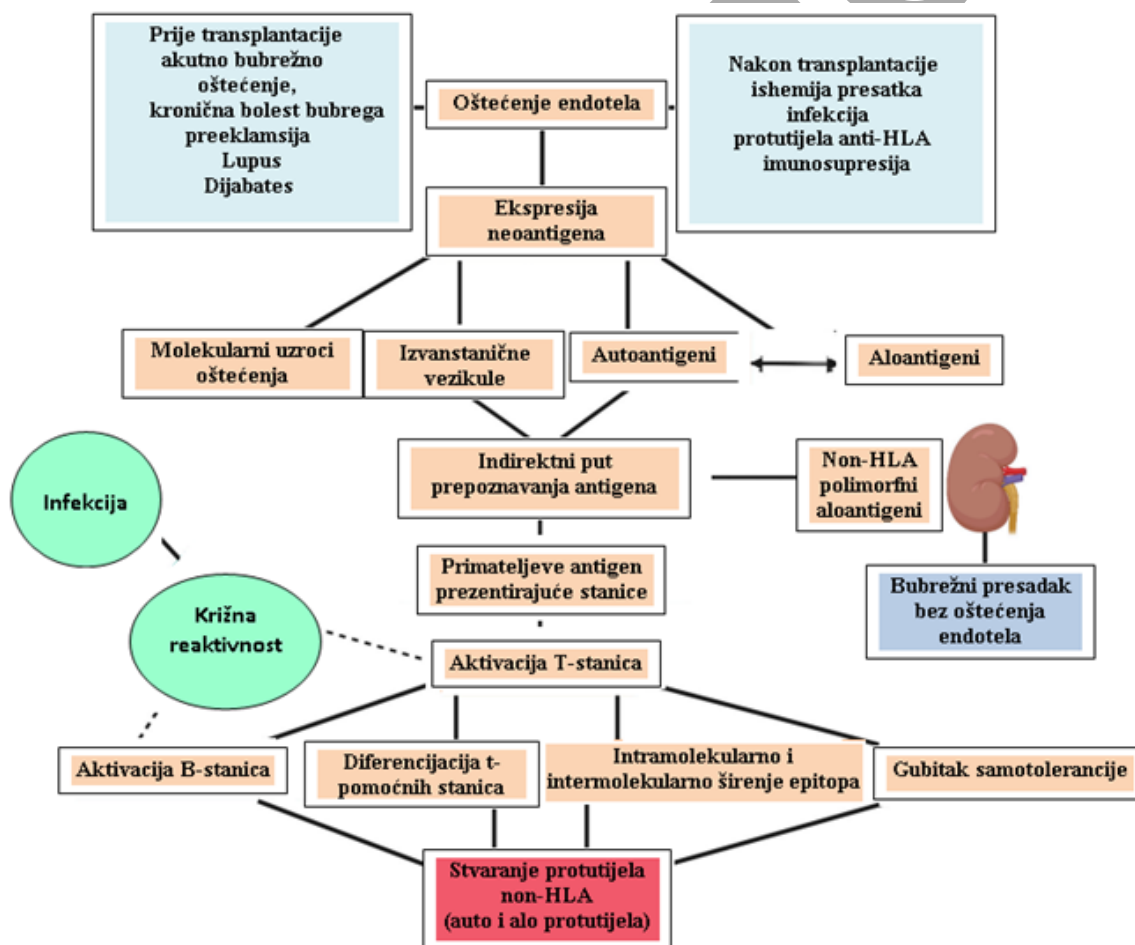 Prije transplantacije
akutno bubrežno
oštećenje,
kronična bolest bubrega
preeklamsija
Lupus
Dijabates
Oštećenje endotela
Nakon transplantacije
ishemija presatka
infekcija
protutijela anti-HLA
imunosupresija
Ekspresija
neoantigena
Molekularni uzroci
oštećenja
Izvanstanične
vezikule
Autoantigeni
Aloantigeni
Indirektni put
prepoznavanja antigena
Non-HLA
polimorfni
aloantigeni
Infekcija
Primateljeve antigen
prezentirajuće stanice
Bubrežni presadak
bez oštećenja
endotela
Križna
reaktivnost
Aktivacija T-stanica
Aktivacija B-stanica
Diferencijacija t-
pomoćnih stanica
Intramolekularno i
intermolekularno širenje epitopa
Gubitak samotolerancije
Stvaranje protutijela
non-HLA
(auto i alo protutijela)